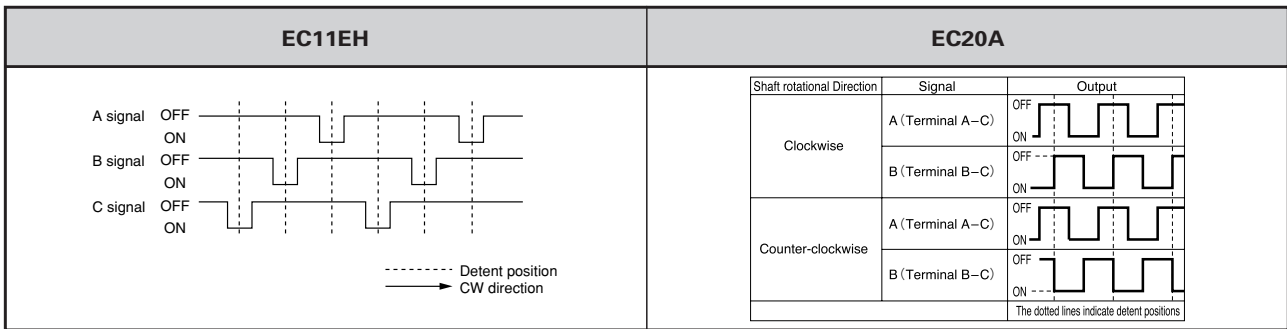 EC11EH
EC20A
A signal OFF
ON
B signal OFF
ON
C signal OFF
ON
Detent position
CW direction
Shaft rotational Direction Signal Output
Clockwise
A (Terminal A–C)
OFF
ON
B (Terminal B–C)
OFF
ON
Counter-clockwise
A (Terminal A–C)
OFF
ON
B (Terminal B–C)
OFF
ON
The dotted lines indicate detent positions